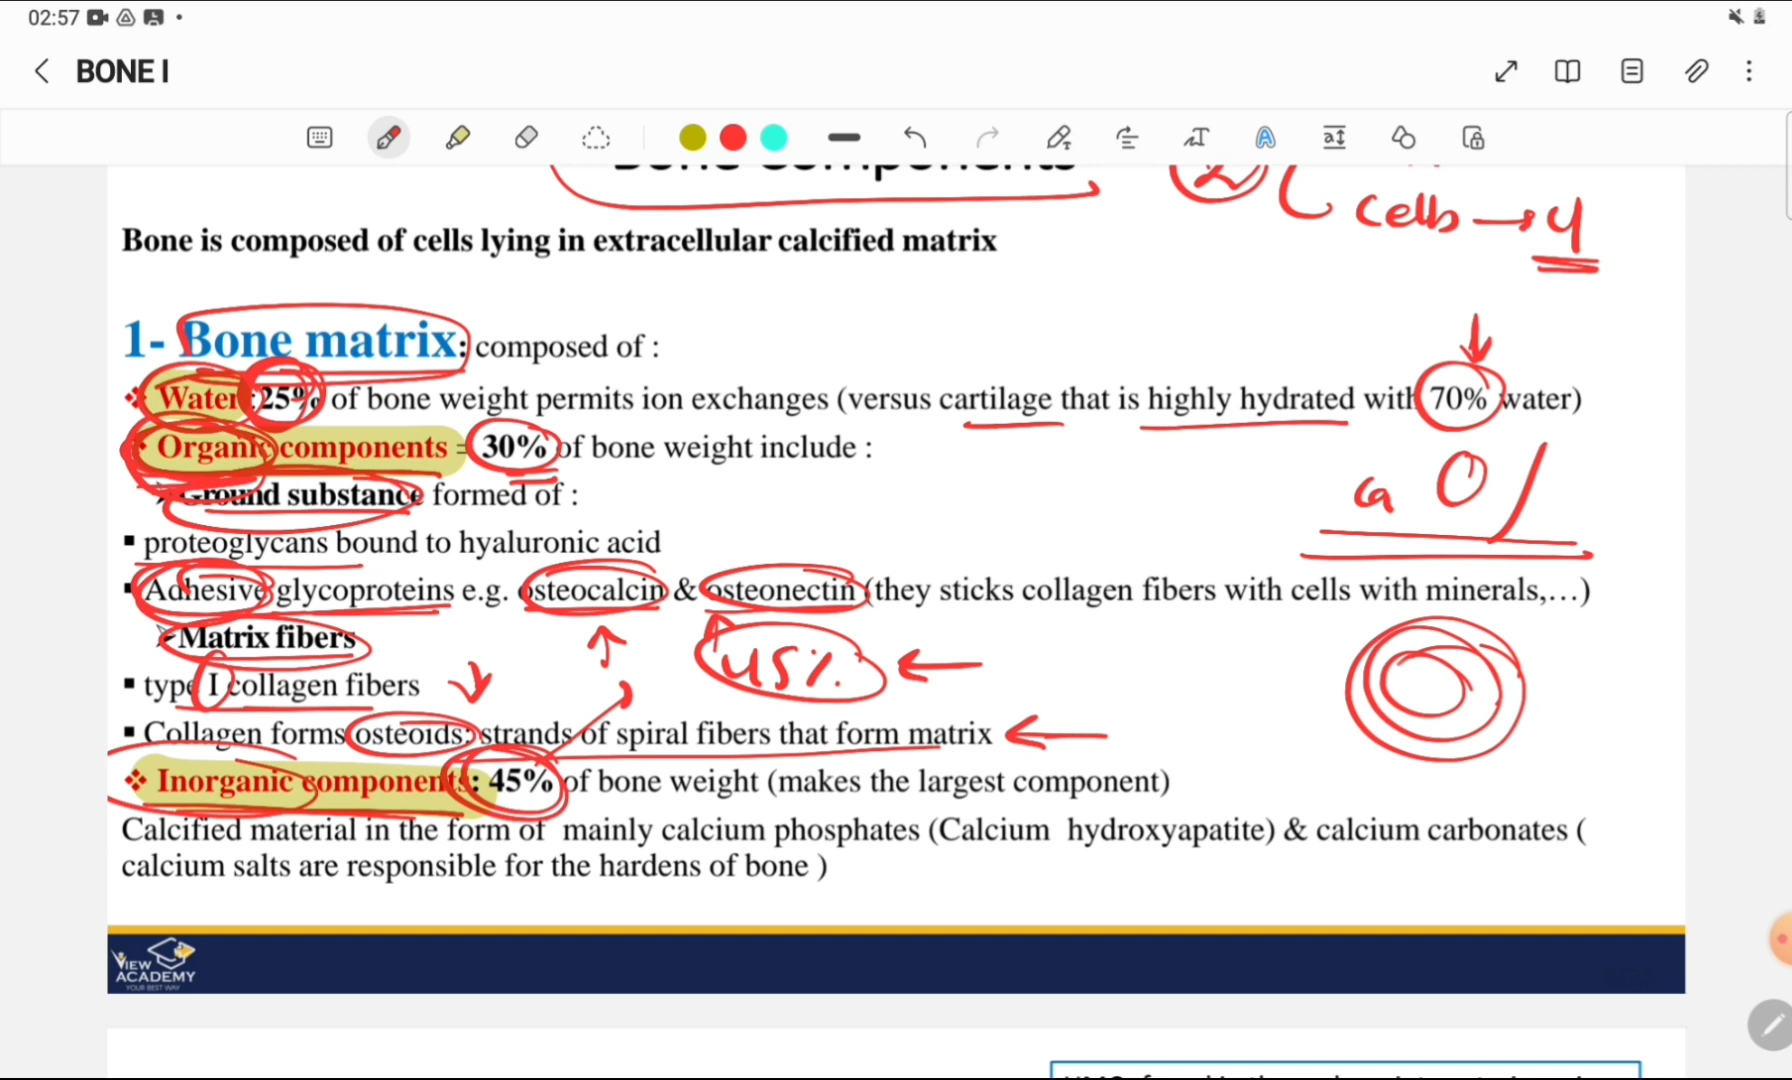 02:57
BONE I
Bone components
cells → 4
Bone is composed of cells lying in extracellular calcified matrix
1- Bone matrix: composed of :
❖ Water :25% of bone weight permits ion exchanges (versus cartilage that is highly hydrated with 70% water)
❖ Organic components = 30% of bone weight include :
➢ Ground substance formed of :
▪ proteoglycans bound to hyaluronic acid
▪ Adhesive glycoproteins e.g. osteocalcin & osteonectin (they sticks collagen fibers with cells with minerals,...)
➢ Matrix fibers
45%
▪ type I collagen fibers
▪ Collagen forms osteoids: strands of spiral fibers that form matrix
❖ Inorganic components: 45% of bone weight (makes the largest component)
Calcified material in the form of mainly calcium phosphates (Calcium hydroxyapatite) & calcium carbonates (
calcium salts are responsible for the hardens of bone )
VIEW
ACADEMY
YOUR BEST WAY